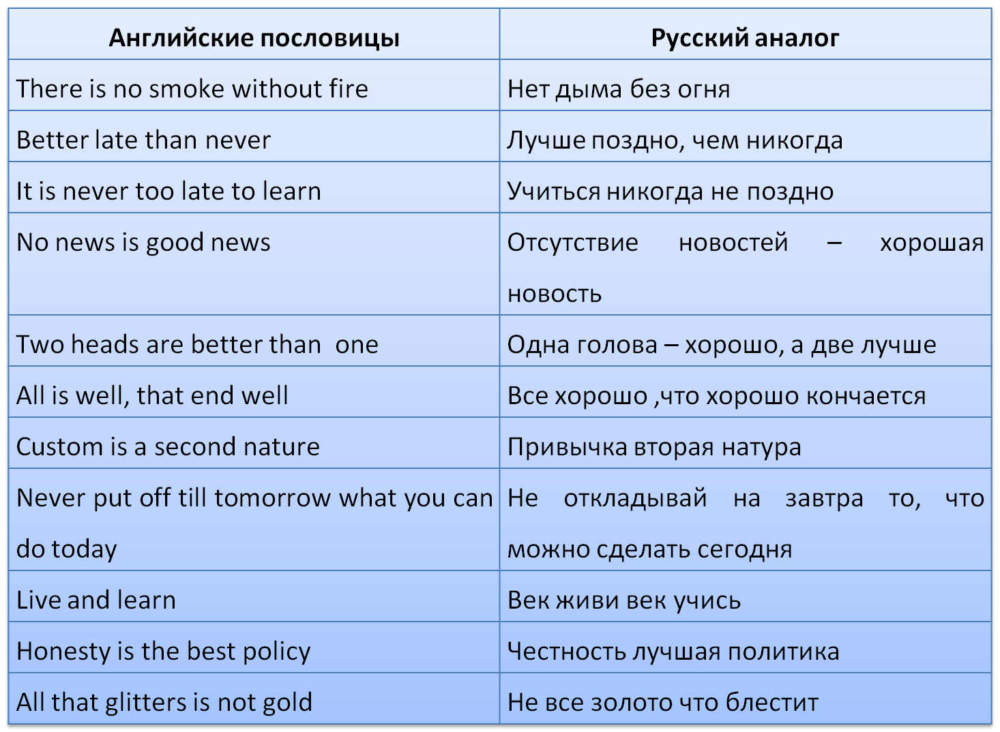 Английские пословицы
Русский аналог
There is no smoke without fire
Нет дыма без огня
Better late than never
Лучше поздно, чем никогда
It is never too late to learn
Учиться никогда не поздно
No news is good news
Отсутствие новостей – хорошая
новость
Two heads are better than  one
Одна голова – хорошо, а две лучше
All is well, that end well
Все хорошо ,что хорошо кончается
Custom is a second nature
Привычка вторая натура
Never put off till tomorrow what you can
do today
Не откладывай на завтра то, что
можно сделать сегодня
Live and learn
Век живи век учись
Honesty is the best policy
Честность лучшая политика
All that glitters is not gold
Не все золото что блестит